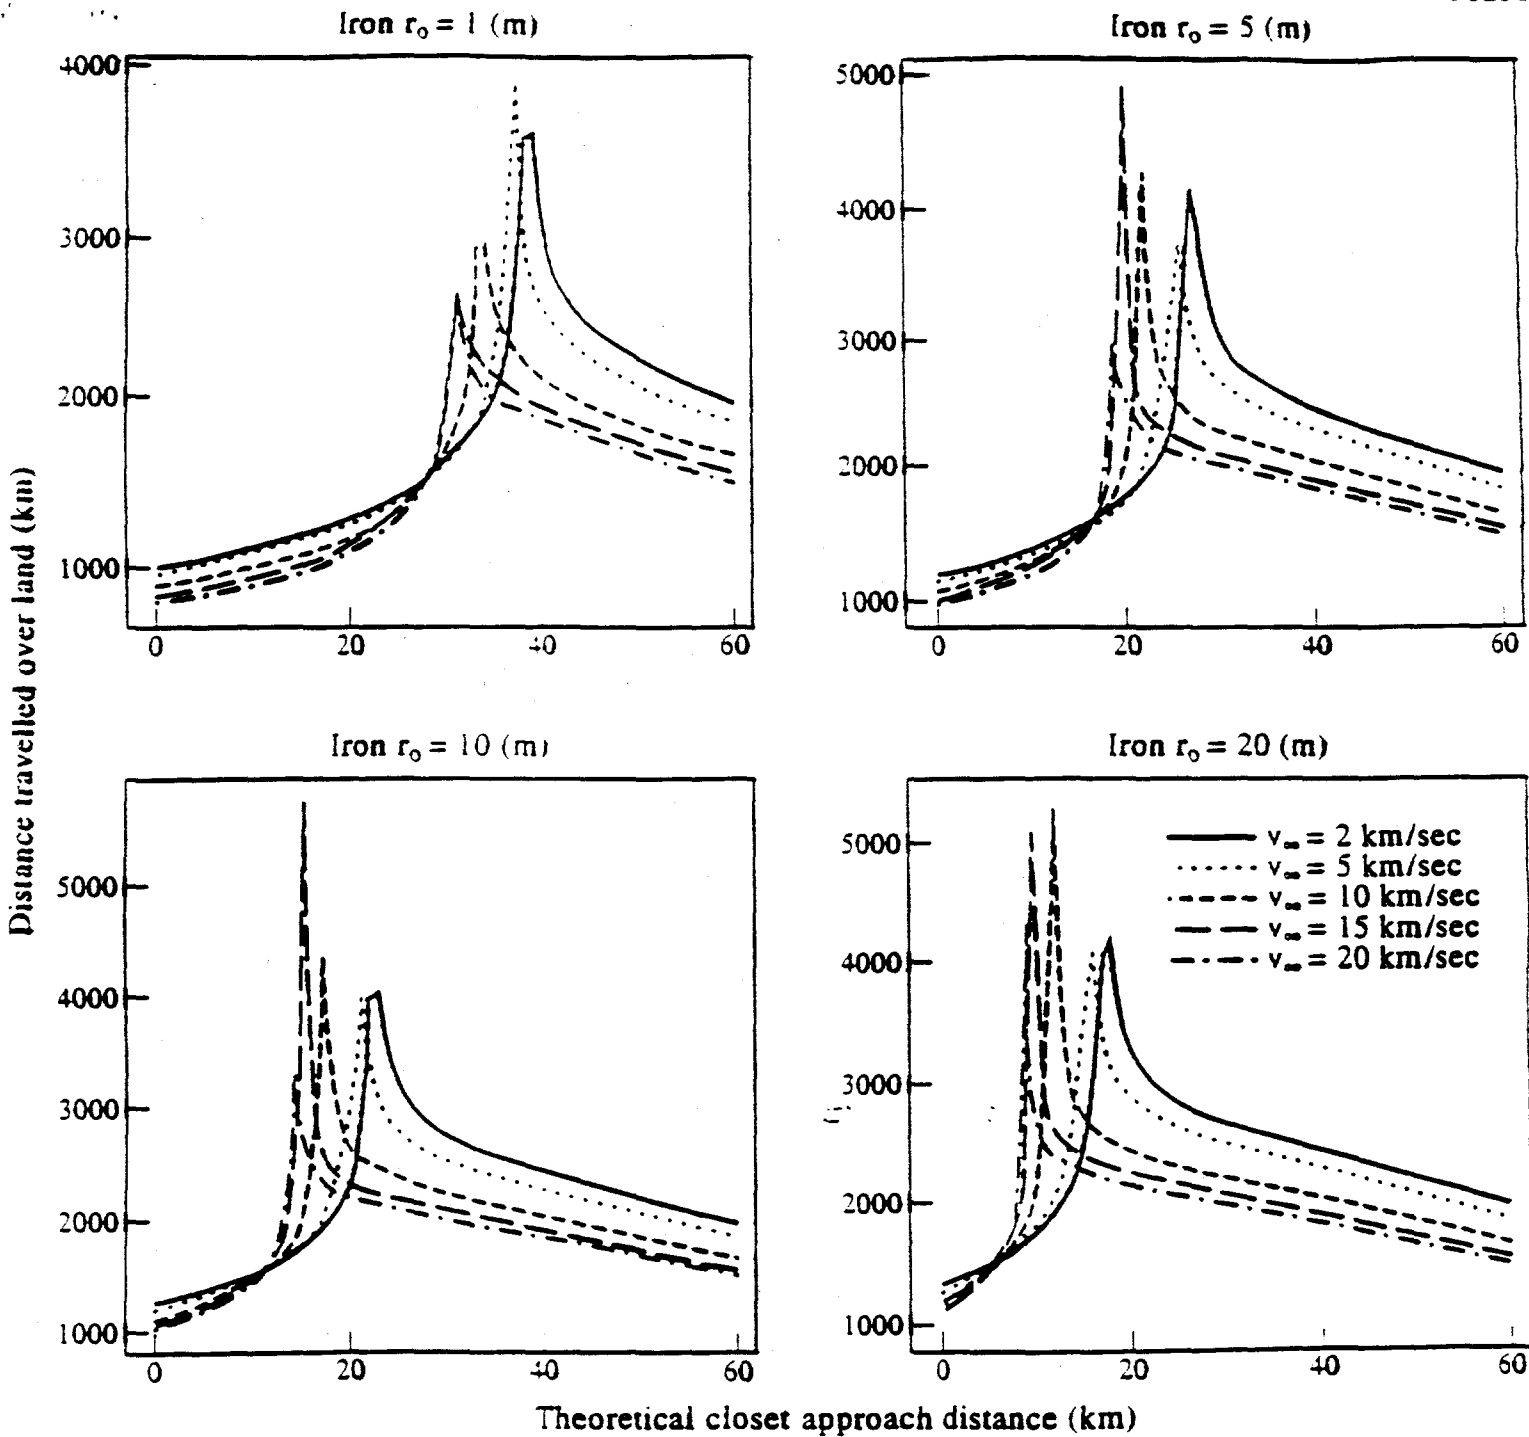 Iron r₀ = 1 (m)
4000
3000
2000
1000
0 20 40 60
Iron r₀ = 5 (m)
5000
4000
3000
2000
1000
0 20 40 60
Distance travelled over land (km)
Iron r₀ = 10 (m)
5000
4000
3000
2000
1000
0 20 40 60
Iron r₀ = 20 (m)
v∞ = 2 km/sec
v∞ = 5 km/sec
v∞ = 10 km/sec
v∞ = 15 km/sec
v∞ = 20 km/sec
5000
4000
3000
2000
1000
0 20 40 60
Theoretical closet approach distance (km)